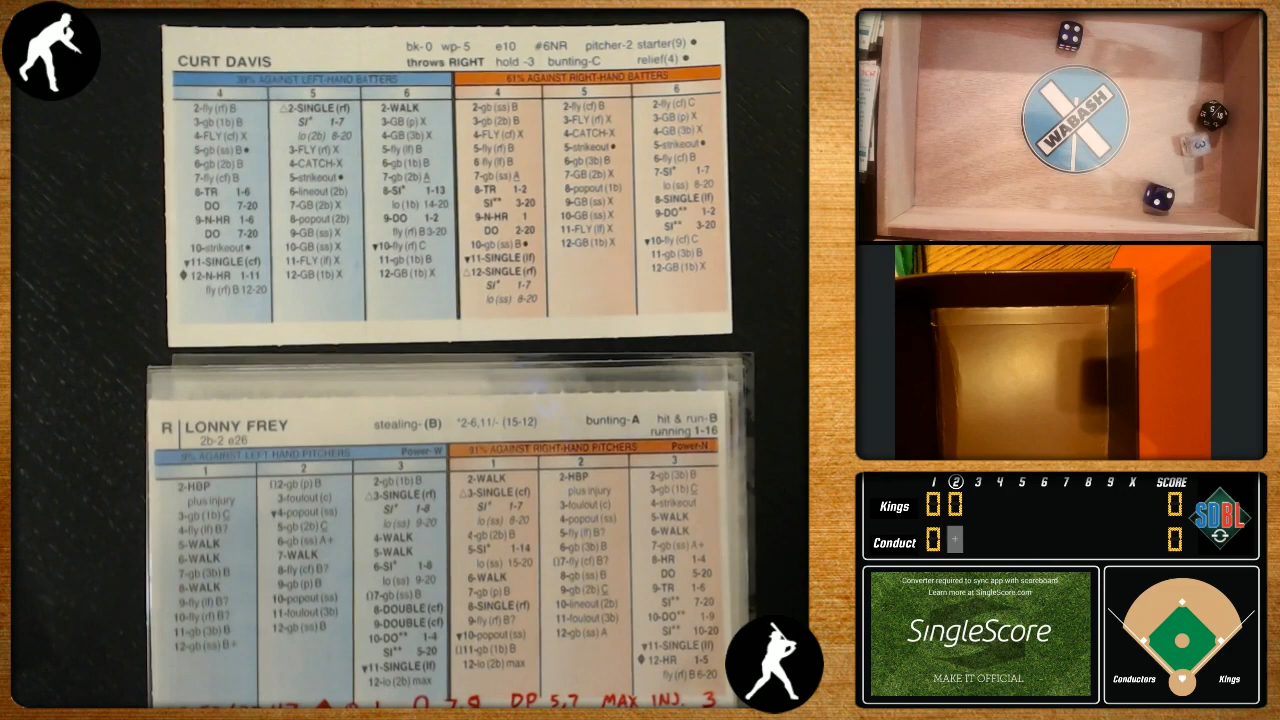 CURT DAVIS
bk-0 wp-5 e10 #6NR pitcher-2 starter(9) ●
throws RIGHT hold -3 bunting-C relief(4) ●
39% AGAINST LEFT-HAND BATTERS
61% AGAINST RIGHT-HAND BATTERS
4
2-fly (rf) B
3-gb (1b) B
4-FLY (cf) X
5-gb (ss) B ●
6-gb (2b) B
7-fly (cf) B
8-TR 1-6
DO 7-20
9-N-HR 1-6
DO 7-20
10-strikeout ●
▼11-SINGLE (cf)
♦ 12-N-HR 1-11
fly (rf) B 12-20
5
△2-SINGLE (rf)
SI* 1-7
lo (2b) 8-20
3-FLY (rf) X
4-CATCH-X
5-strikeout ●
6-lineout (2b)
7-GB (2b) X
8-popout (2b)
9-GB (ss) X
10-GB (ss) X
11-FLY (lf) X
12-GB (1b) X
6
2-WALK
3-GB (p) X
4-GB (3b) X
5-fly (lf) B
6-gb (1b) B
7-gb (2b) A
8-SI* 1-13
lo (1b) 14-20
9-DO 1-2
fly (rf) B 3-20
▼10-fly (rf) C
11-gb (1b) B
12-GB (1b) X
4
2-gb (ss) B
3-gb (2b) B
4-FLY (cf) X
5-fly (rf) B
6 fly (lf) B
7-gb (ss) A
8-TR 1-2
SI** 3-20
9-N-HR 1
DO 2-20
10-gb (ss) B ●
▼11-SINGLE (lf)
△12-SINGLE (rf)
SI* 1-7
lo (ss) 8-20
5
2-fly (cf) B
3-FLY (rf) X
4-CATCH-X
5-strikeout ●
6-gb (3b) B
7-GB (2b) X
8-popout (1b)
9-GB (ss) X
10-GB (ss) X
11-FLY (lf) X
12-GB (1b) X
6
2-fly (cf) C
3-GB (p) X
4-GB (3b) X
5-strikeout ●
6-fly (cf) B
7-SI* 1-7
lo (ss) 8-20
8-SINGLE (lf)
9-DO** 1-2
SI** 3-20
▼10-fly (cf) C
11-gb (3b) B
12-GB (1b) X
R LONNY FREY
2b-2 e26
stealing- (B) *2-6,11/- (15-12) bunting-A hit & run-B
running 1-16
9% AGAINST LEFT HAND PITCHERS Power-W
91% AGAINST RIGHT-HAND PITCHERS Power-N
1
2-HBP
plus injury
3-gb (1b) C
4-fly (lf) B?
5-WALK
6-WALK
7-gb (3b) B
8-WALK
9-fly (lf) B?
10-fly (rf) B?
11-gb (3b) B
12-gb (ss) B+
2
2-gb (p) B
3-foulout (c)
▼4-popout (ss)
5-gb (2b) C
6-gb (ss) A+
7-WALK
8-fly (cf) B?
9-gb (p) B
10-popout (ss)
11-foulout (3b)
12-gb (ss) B
3
2-gb (1b) B
△3-SINGLE (rf)
SI* 1-8
lo (ss) 9-20
4-WALK
5-WALK
6-SI* 1-8
lo (ss) 9-20
7-gb (ss) B
8-DOUBLE (cf)
9-DOUBLE (cf)
10-DO** 1-4
SI** 5-20
▼11-SINGLE (lf)
12-lo (2b) max
1
2-WALK
△3-SINGLE (cf)
SI* 1-7
lo (ss) 8-20
4-gb (2b) B
5-SI* 1-14
lo (ss) 15-20
6-WALK
7-gb (p) B
8-SINGLE (rf)
9-fly (rf) B?
▼10-popout (ss)
11-gb (1b) B
12-lo (2b) max
2
2-HBP
plus injury
3-foulout (c)
4-popout (ss)
5-fly (lf) B?
6-gb (3b) B
7-fly (lf) B?
8-gb (ss) B
9-gb (2b) C
10-lineout (2b)
11-foulout (3b)
12-gb (ss) A
3
2-gb (3b) B
3-gb (1b) C
4-strikeout
5-WALK
6-WALK
7-gb (ss) A+
8-HR 1-4
DO 5-20
9-TR 1-6
SI** 7-20
10-DO** 1-9
SI** 10-20
▼11-SINGLE (lf)
♦ 12-HR 1-5
fly (rf) B 6-20
DP 5,7 MAX INJ. 3
WABASH
1 2 3 4 5 6 7 8 9 X SCORE
Kings 0 0 0
Conduct 0 + 0
SDBL
Converter required to sync app with scoreboard
Learn more at SingleScore.com
SingleScore
MAKE IT OFFICIAL
Conductors Kings